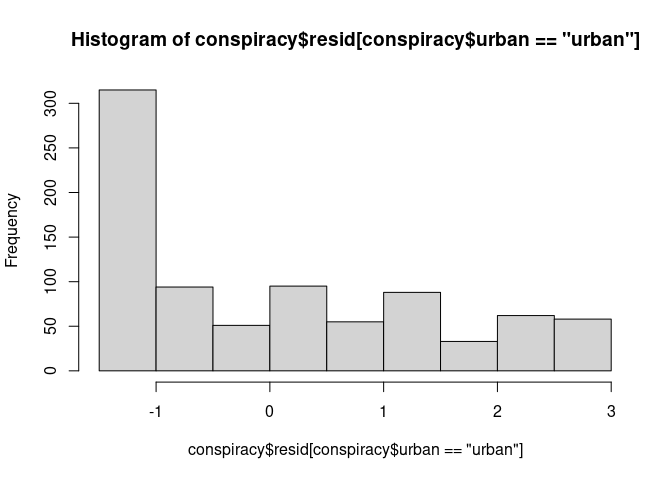 Histogram of conspiracy$resid[conspiracy$urban == "urban"]
Frequency
300
250
200
150
100
50
0
-1 0 1 2 3
conspiracy$resid[conspiracy$urban == "urban"]